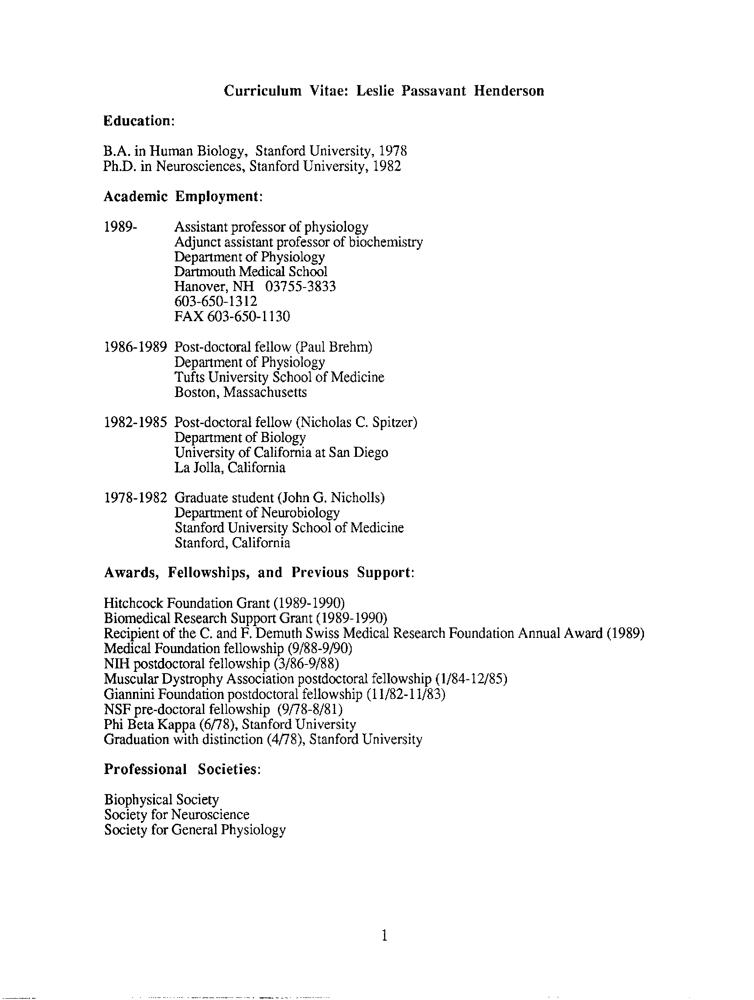 Curriculum Vitae: Leslie Passavant Henderson
Education:
B.A. in Human Biology, Stanford University, 1978
Ph.D. in Neurosciences, Stanford University, 1982
Academic Employment:
1989- Assistant professor of physiology
Adjunct assistant professor of biochemistry
Department of Physiology
Dartmouth Medical School
Hanover, NH 03755-3833
603-650-1312
FAX 603-650-1130
1986-1989 Post-doctoral fellow (Paul Brehm)
Department of Physiology
Tufts University School of Medicine
Boston, Massachusetts
1982-1985 Post-doctoral fellow (Nicholas C. Spitzer)
Department of Biology
University of California at San Diego
La Jolla, California
1978-1982 Graduate student (John G. Nicholls)
Department of Neurobiology
Stanford University School of Medicine
Stanford, California
Awards, Fellowships, and Previous Support:
Hitchcock Foundation Grant (1989-1990)
Biomedical Research Support Grant (1989-1990)
Recipient of the C. and F. Demuth Swiss Medical Research Foundation Annual Award (1989)
Medical Foundation fellowship (9/88-9/90)
NIH postdoctoral fellowship (3/86-9/88)
Muscular Dystrophy Association postdoctoral fellowship (1/84-12/85)
Giannini Foundation postdoctoral fellowship (11/82-11/83)
NSF pre-doctoral fellowship (9/78-8/81)
Phi Beta Kappa (6/78), Stanford University
Graduation with distinction (4/78), Stanford University
Professional Societies:
Biophysical Society
Society for Neuroscience
Society for General Physiology
1